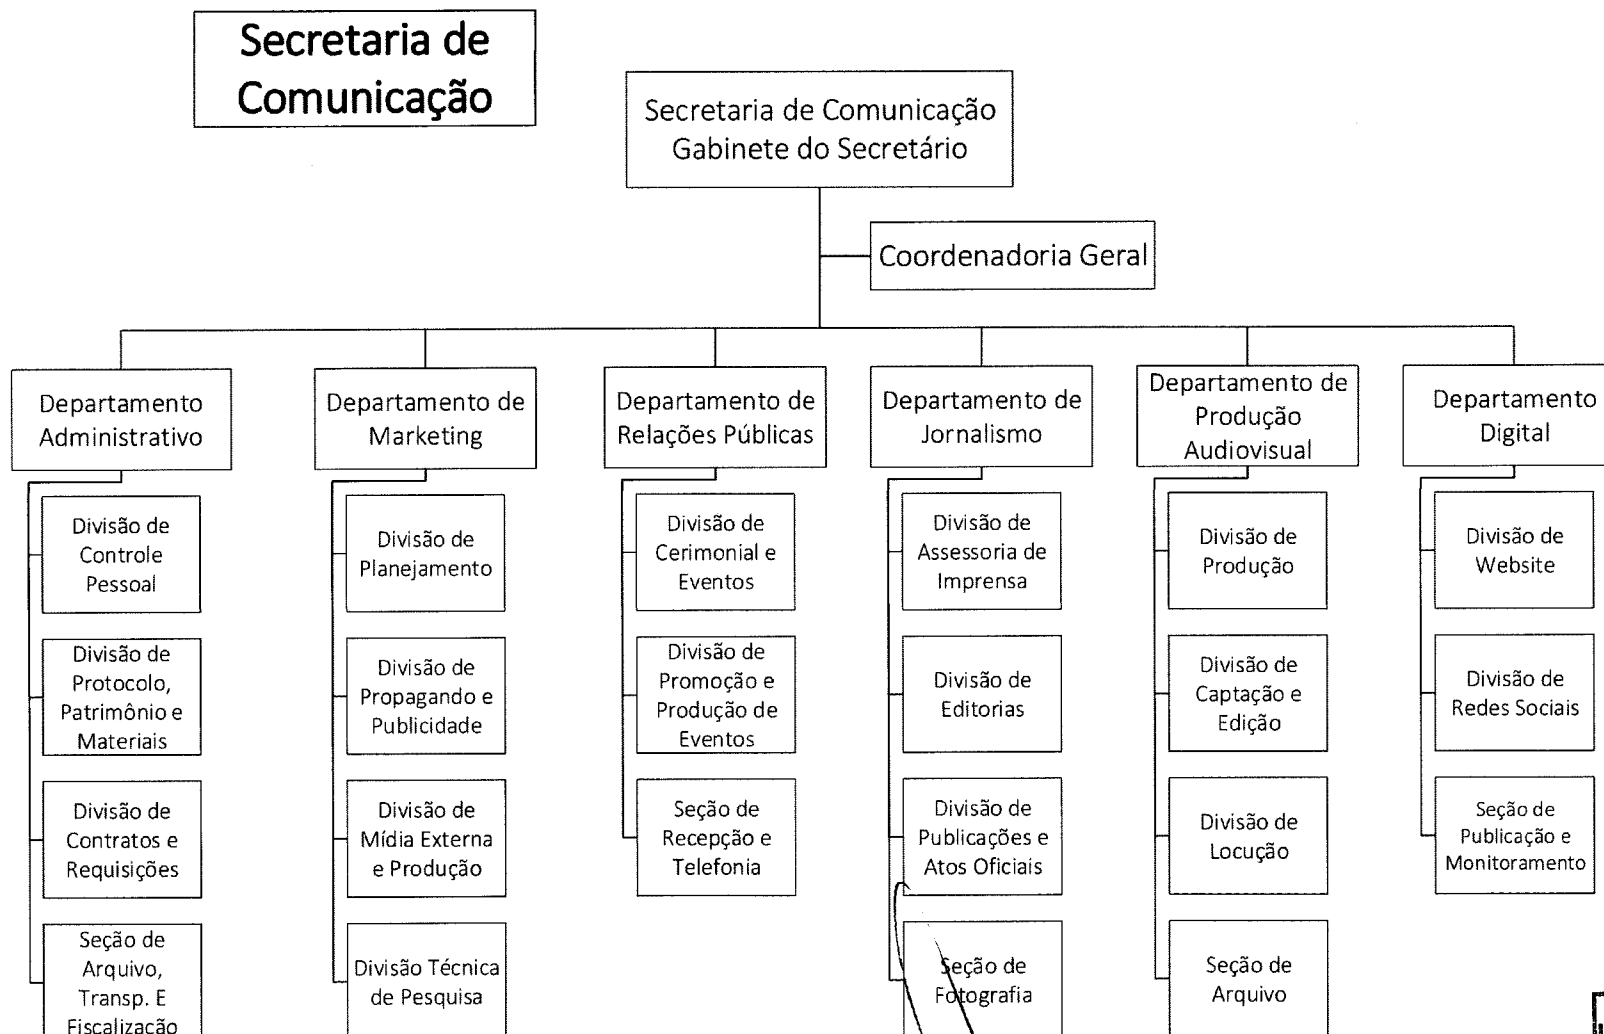 Secretaria de
Comunicação
Secretaria de Comunicação
Gabinete do Secretário
Coordenadoria Geral
Departamento
Administrativo
Divisão de
Controle
Pessoal
Divisão de
Protocolo,
Patrimônio e
Materiais
Divisão de
Contratos e
Requisições
Seção de
Arquivo,
Transp. E
Fiscalização
Departamento de
Marketing
Divisão de
Planejamento
Divisão de
Propagando e
Publicidade
Divisão de
Mídia Externa
e Produção
Divisão Técnica
de Pesquisa
Departamento de
Relações Públicas
Divisão de
Cerimonial e
Eventos
Divisão de
Promoção e
Produção de
Eventos
Seção de
Recepção e
Telefonia
Departamento de
Jornalismo
Divisão de
Assessoria de
Imprensa
Divisão de
Editorias
Divisão de
Publicações e
Atos Oficiais
Seção de
Fotografia
Departamento de
Produção
Audiovisual
Divisão de
Produção
Divisão de
Captação e
Edição
Divisão de
Locução
Seção de
Arquivo
Departamento
Digital
Divisão de
Website
Divisão de
Redes Sociais
Seção de
Publicação e
Monitoramento